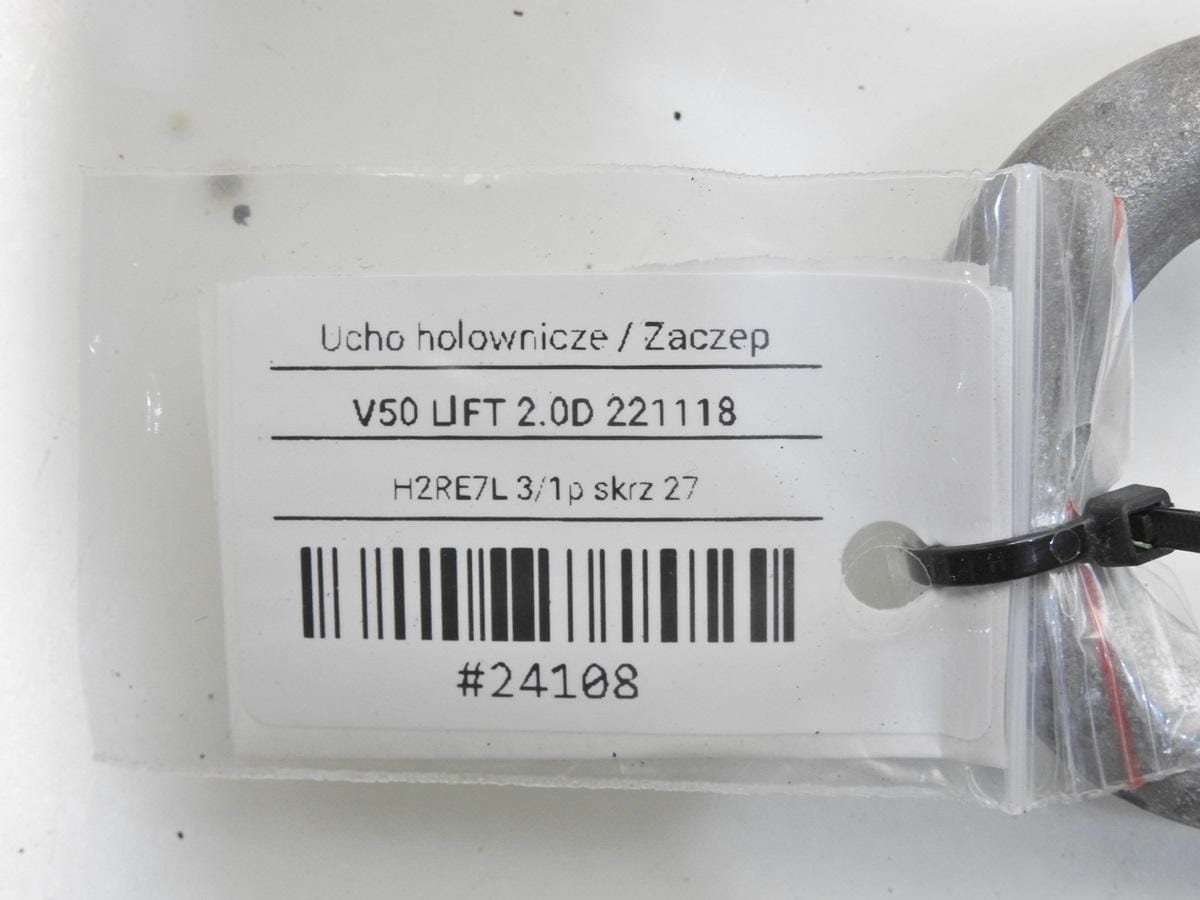 Ucho holownicze / Zaczep
V50 LIFT 2.0D 221118
H2RE7L 3/1p skrz 27
#24108